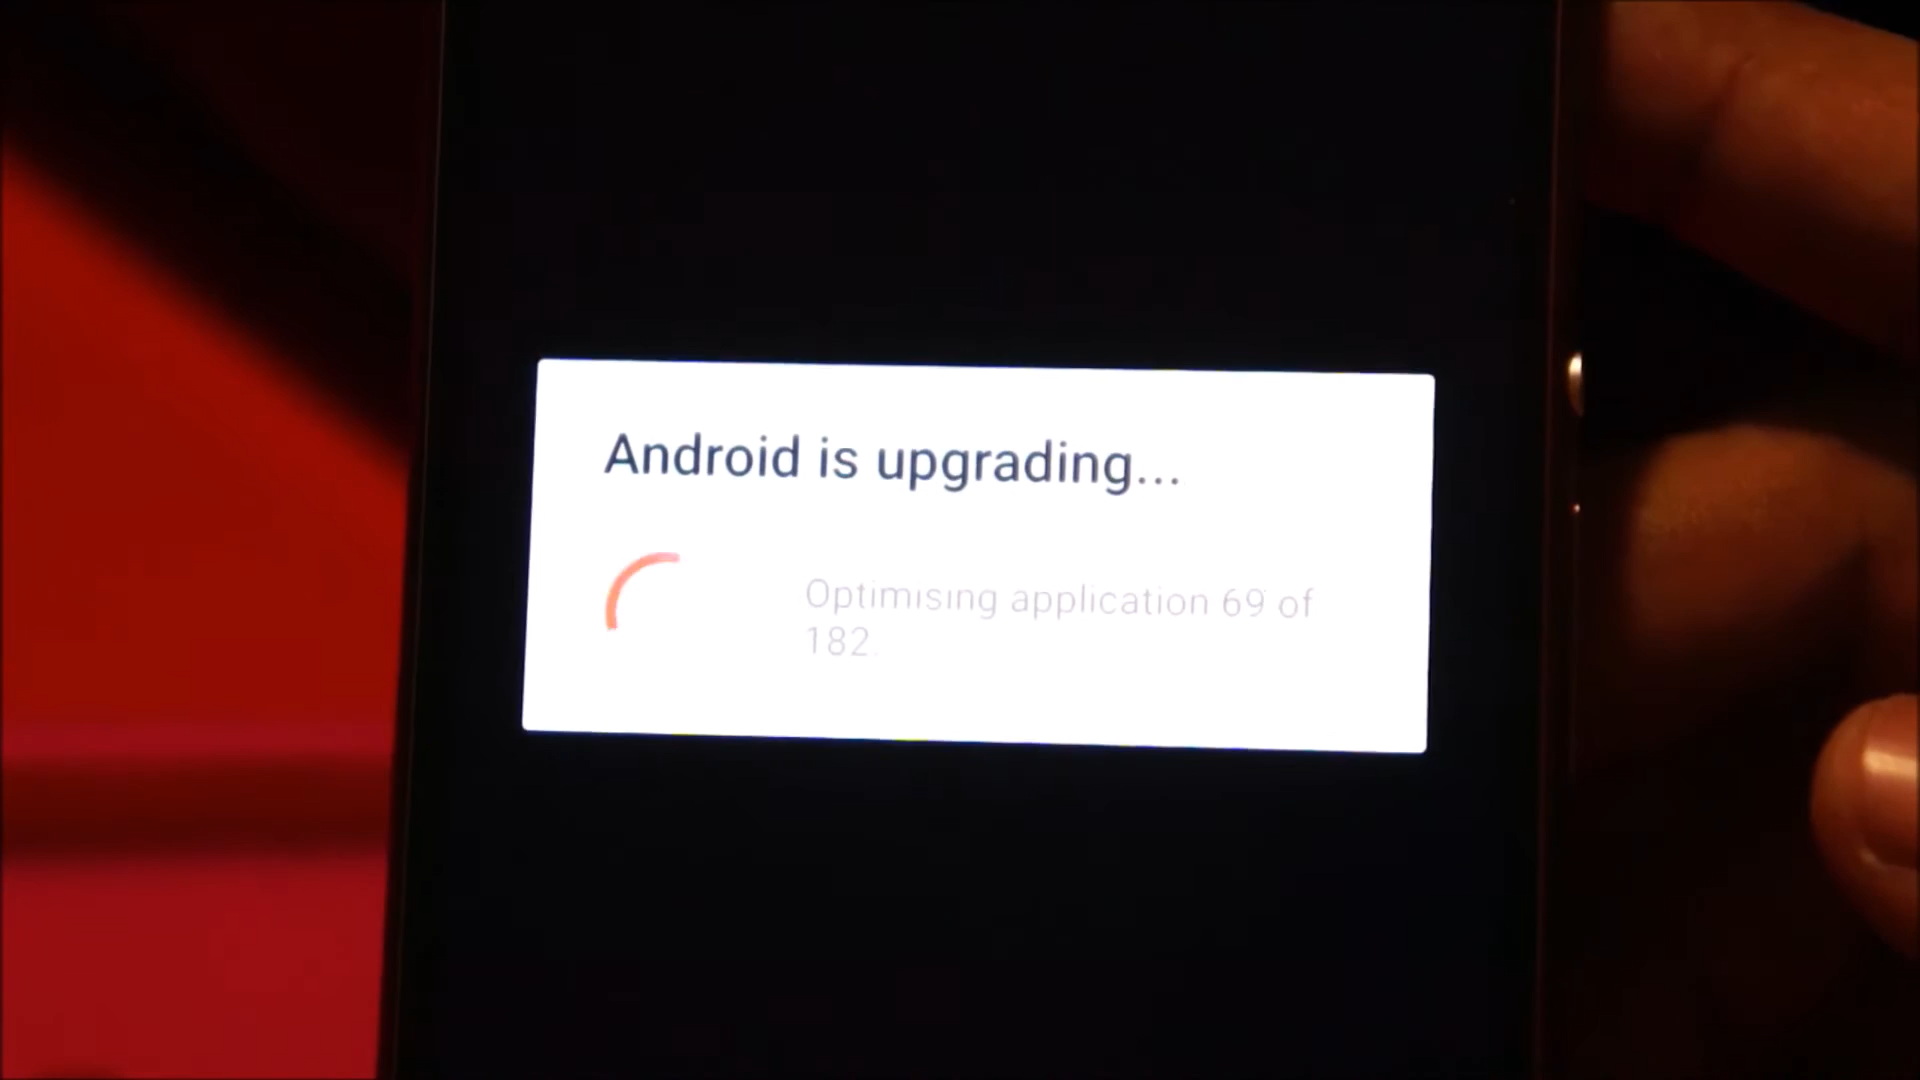 Android is upgrading...
Optimising application 69 of
182.